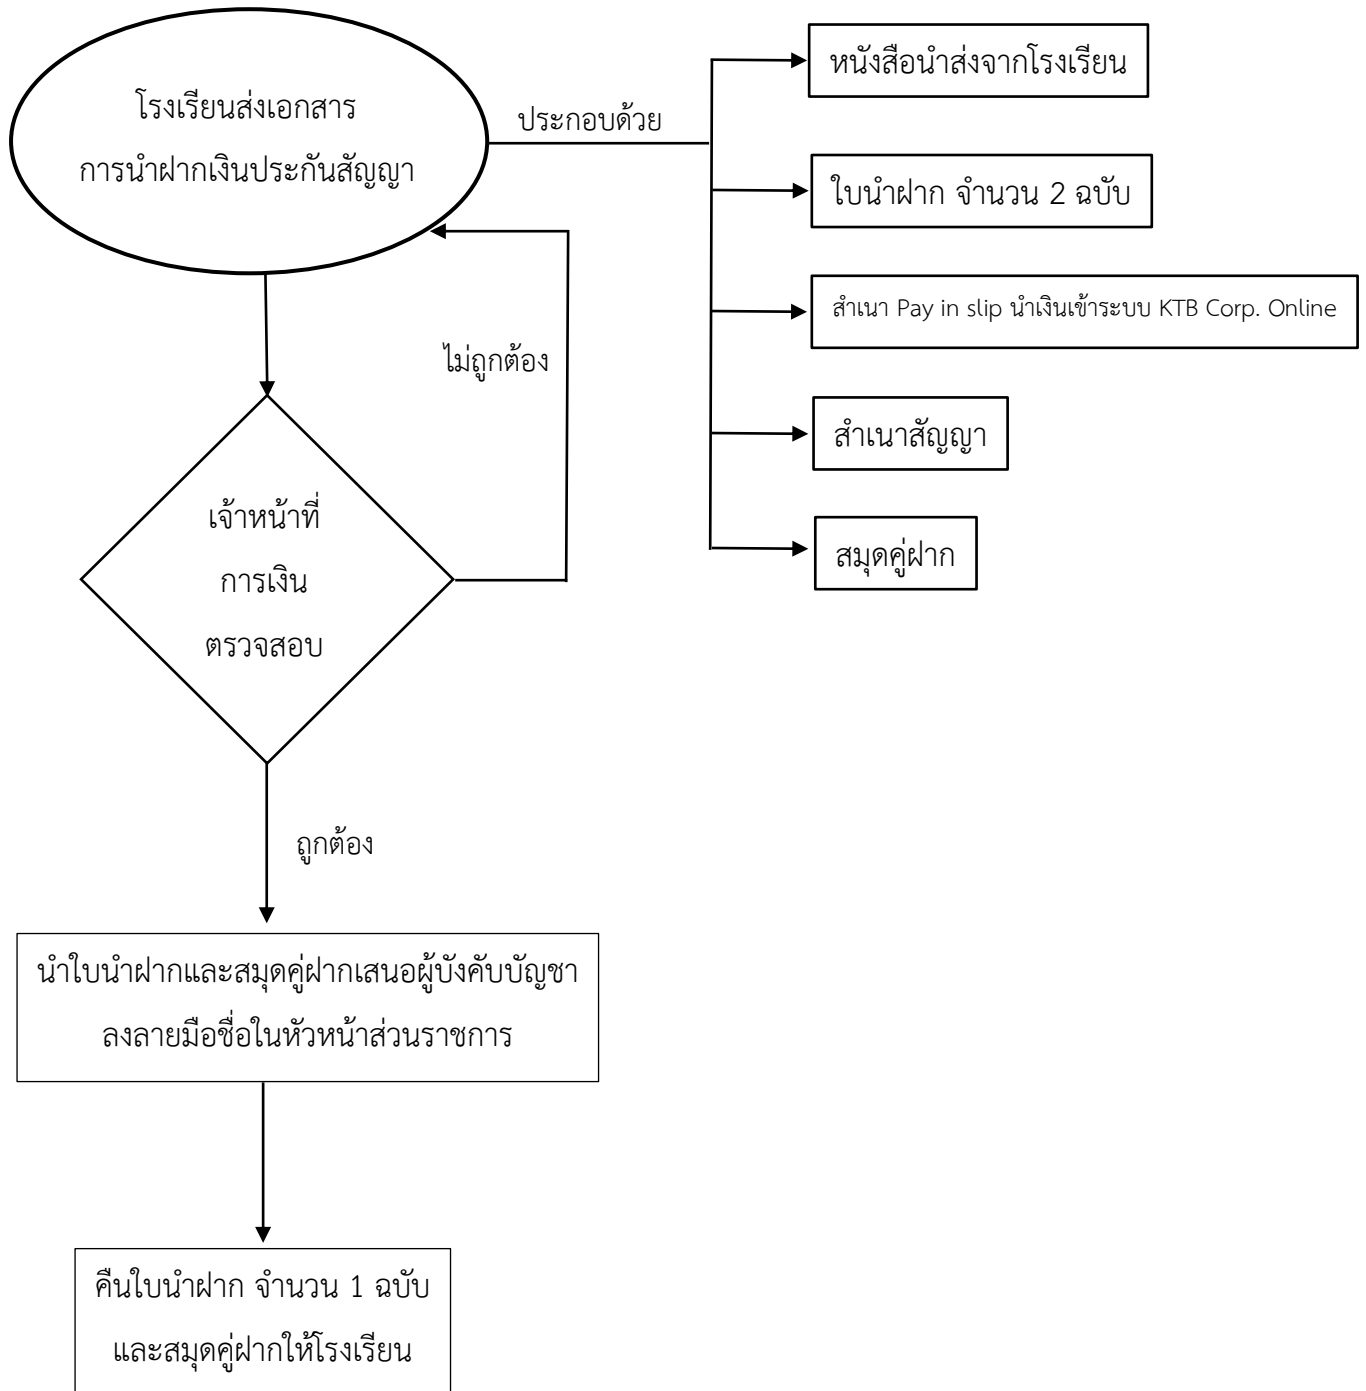 โรงเรียนส่งเอกสาร
การนำฝากเงินประกันสัญญา
ประกอบด้วย
หนังสือนำส่งจากโรงเรียน
ใบนำฝาก จำนวน 2 ฉบับ
สำเนา Pay in slip นำเงินเข้าระบบ KTB Corp. Online
สำเนาสัญญา
สมุดคู่ฝาก
ไม่ถูกต้อง
เจ้าหน้าที่
การเงิน
ตรวจสอบ
ถูกต้อง
นำใบนำฝากและสมุดคู่ฝากเสนอผู้บังคับบัญชา
ลงลายมือชื่อในหัวหน้าส่วนราชการ
คืนใบนำฝาก จำนวน 1 ฉบับ
และสมุดคู่ฝากให้โรงเรียน